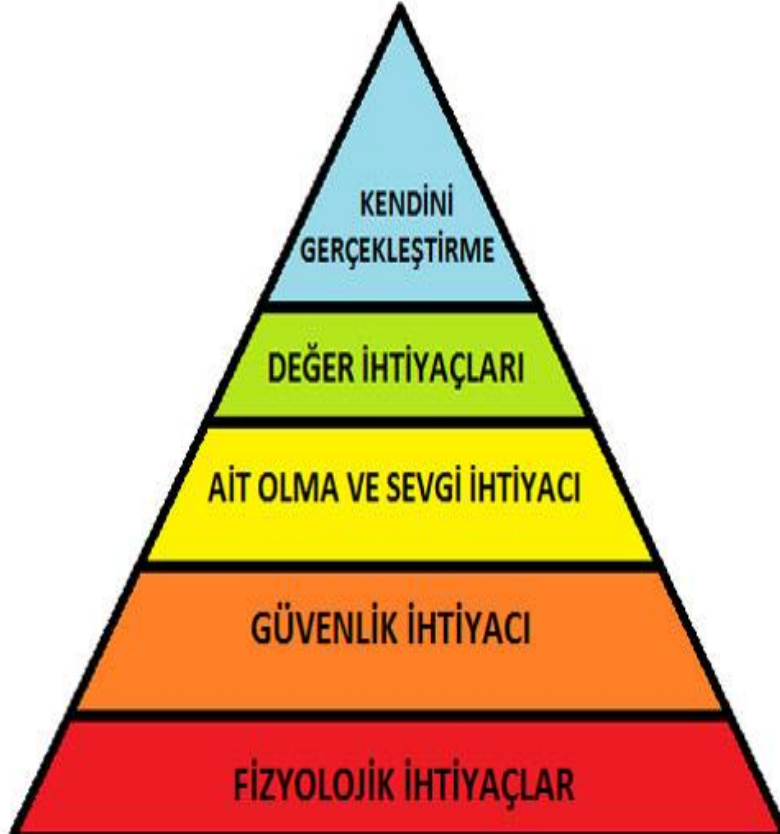 KENDİNİ
GERÇEKLEŞTİRME
DEĞER İHTİYAÇLARI
AİT OLMA VE SEVGİ İHTİYACI
GÜVENLİK İHTİYACI
FİZYOLOJİK İHTİYAÇLAR